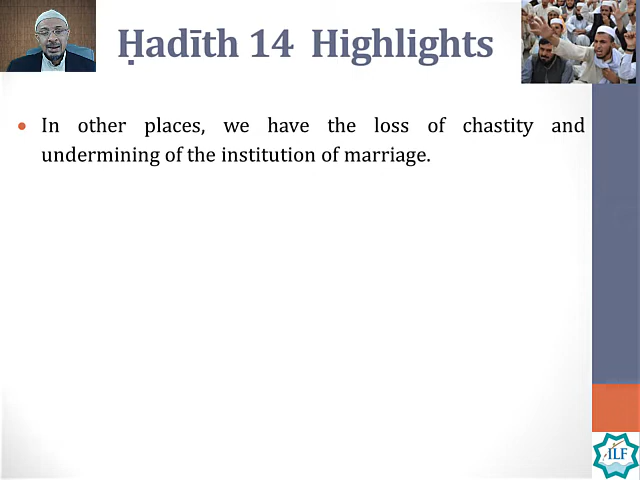 Ḥadīth 14 Highlights
• In other places, we have the loss of chastity and
undermining of the institution of marriage.
ILF